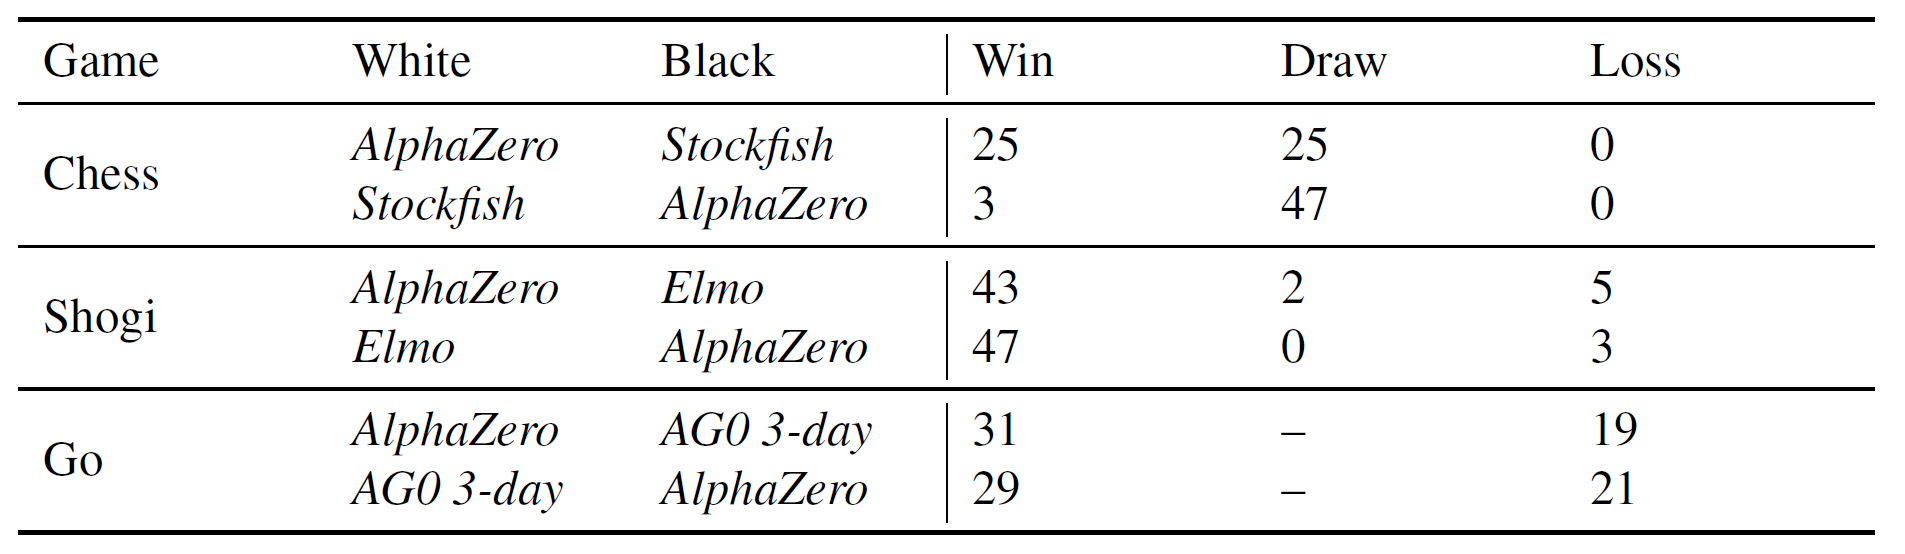 Game White Black Win Draw Loss
Chess
AlphaZero Stockfish 25 25 0
Stockfish AlphaZero 3 47 0
Shogi
AlphaZero Elmo 43 2 5
Elmo AlphaZero 47 0 3
Go
AlphaZero AG0 3-day 31 – 19
AG0 3-day AlphaZero 29 – 21